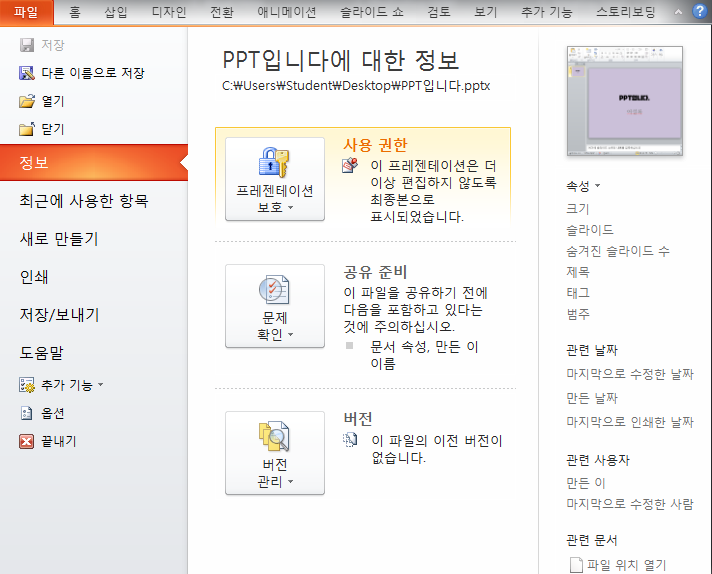 파일 홈 삽입 디자인 전환 애니메이션 슬라이드 쇼 검토 보기 추가 기능 스토리보딩
저장
다른 이름으로 저장
열기
닫기
정보
최근에 사용한 항목
새로 만들기
인쇄
저장/보내기
도움말
추가 기능
옵션
끝내기
PPT입니다에 대한 정보
C:₩Users₩Student₩Desktop₩PPT입니다.pptx
프레젠테이션
보호
사용 권한
이 프레젠테이션은 더
이상 편집하지 않도록
최종본으로
표시되었습니다.
문제
확인
공유 준비
이 파일을 공유하기 전에
다음을 포함하고 있다는
것에 주의하십시오.
문서 속성, 만든 이
이름
버전
관리
버전
이 파일의 이전 버전이
없습니다.
PPT입니다.
속성
크기
슬라이드
숨겨진 슬라이드 수
제목
태그
범주
관련 날짜
마지막으로 수정한 날짜
만든 날짜
마지막으로 인쇄한 날짜
관련 사용자
만든 이
마지막으로 수정한 사람
관련 문서
파일 위치 열기